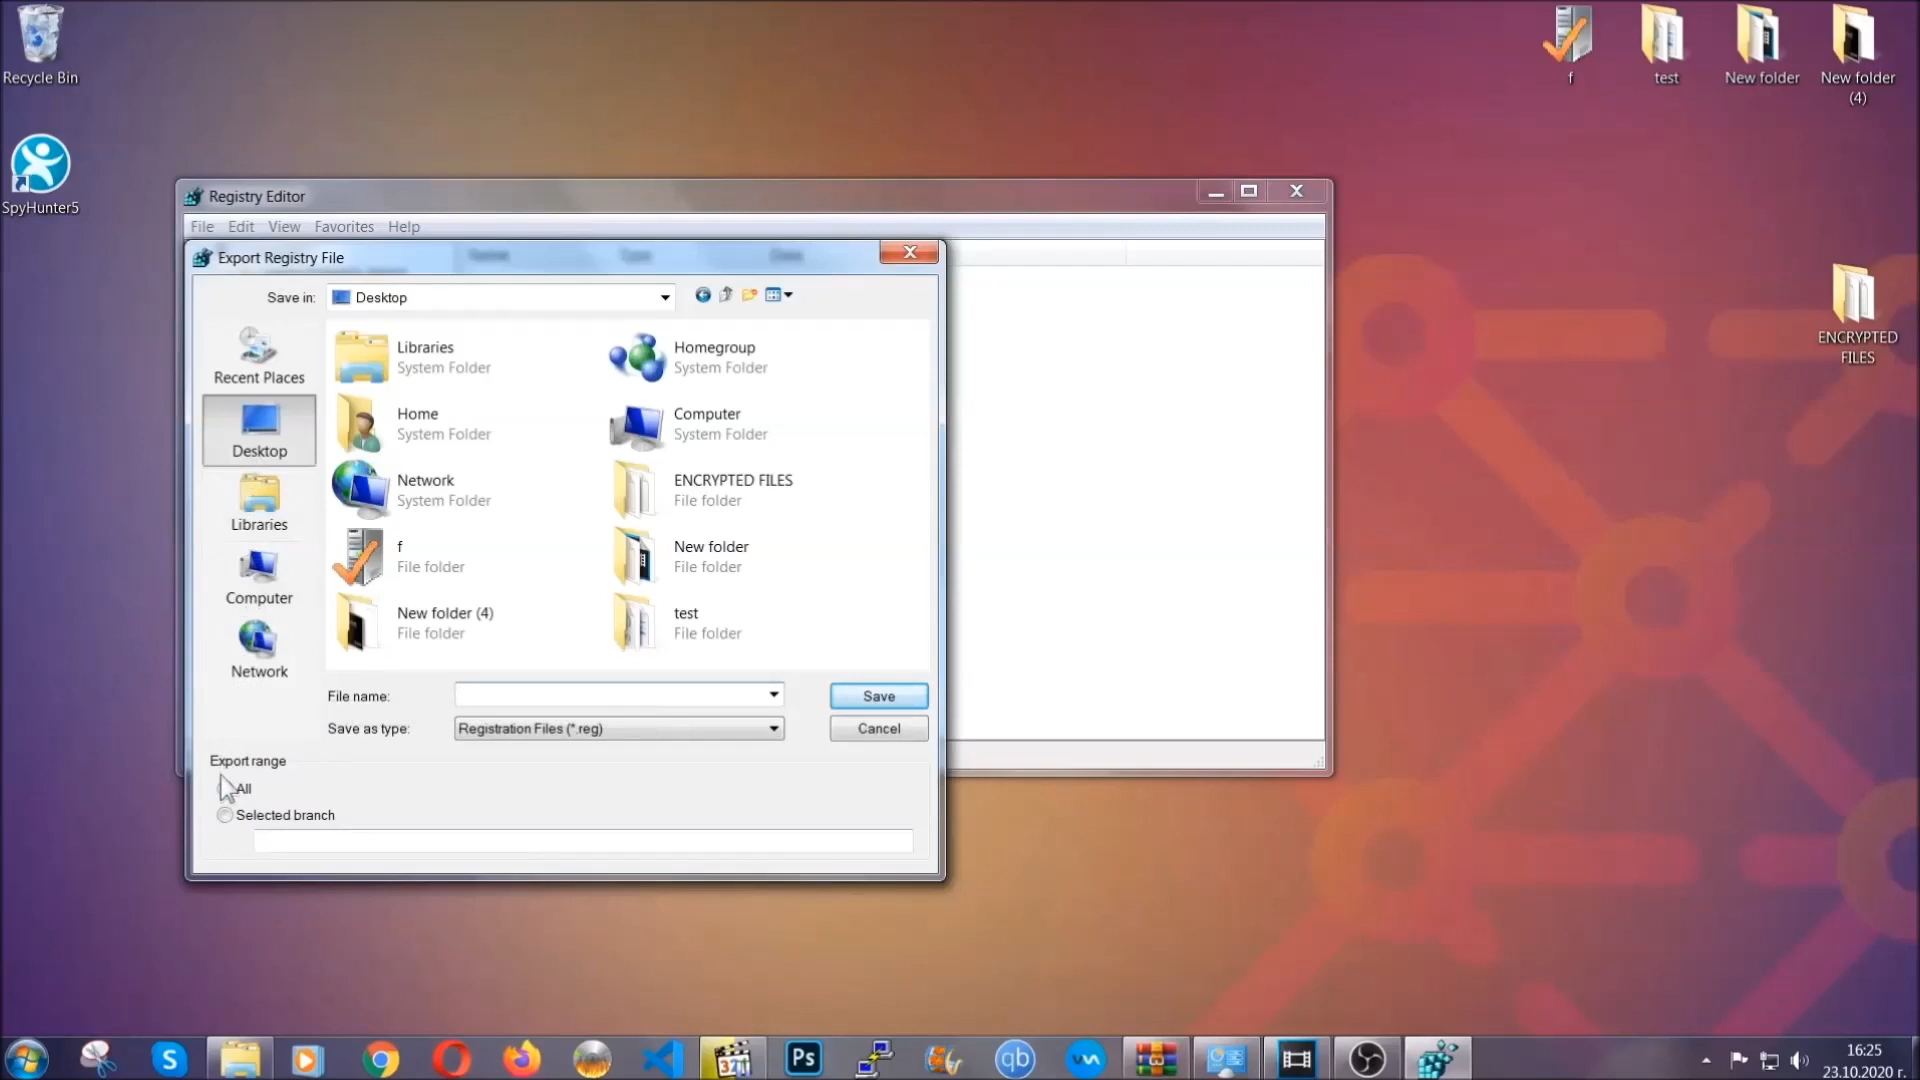 Recycle Bin
SpyHunter5
f
test
New folder
New folder
(4)
ENCRYPTED
FILES
Registry Editor
File Edit View Favorites Help
Export Registry File
Save in:
Desktop
Recent Places
Desktop
Libraries
Computer
Network
Libraries
System Folder
Homegroup
System Folder
Home
System Folder
Computer
System Folder
Network
System Folder
ENCRYPTED FILES
File folder
f
File folder
New folder
File folder
New folder (4)
File folder
test
File folder
File name:
Save
Save as type:
Registration Files (*.reg)
Cancel
Export range
All
Selected branch
S
321
Ps
qb
16:25
23.10.2020 г.